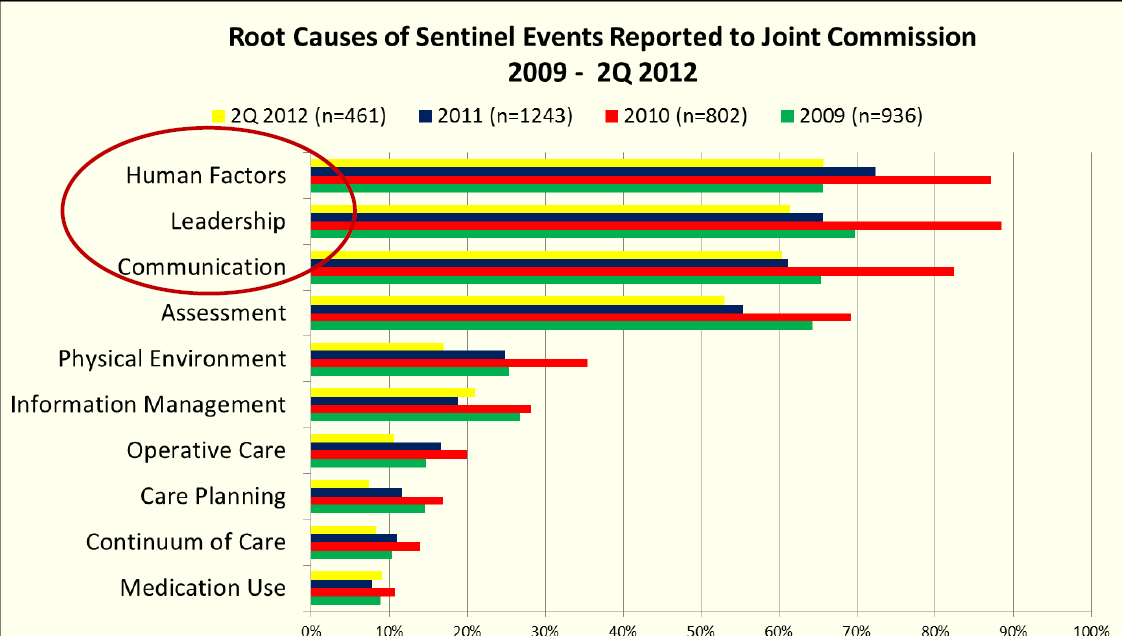 Root Causes of Sentinel Events Reported to Joint Commission
2009 - 2Q 2012
2Q 2012 (n=461) 2011 (n=1243) 2010 (n=802) 2009 (n=936)
Human Factors
Leadership
Communication
Assessment
Physical Environment
Information Management
Operative Care
Care Planning
Continuum of Care
Medication Use
0% 10% 20% 30% 40% 50% 60% 70% 80% 90% 100%